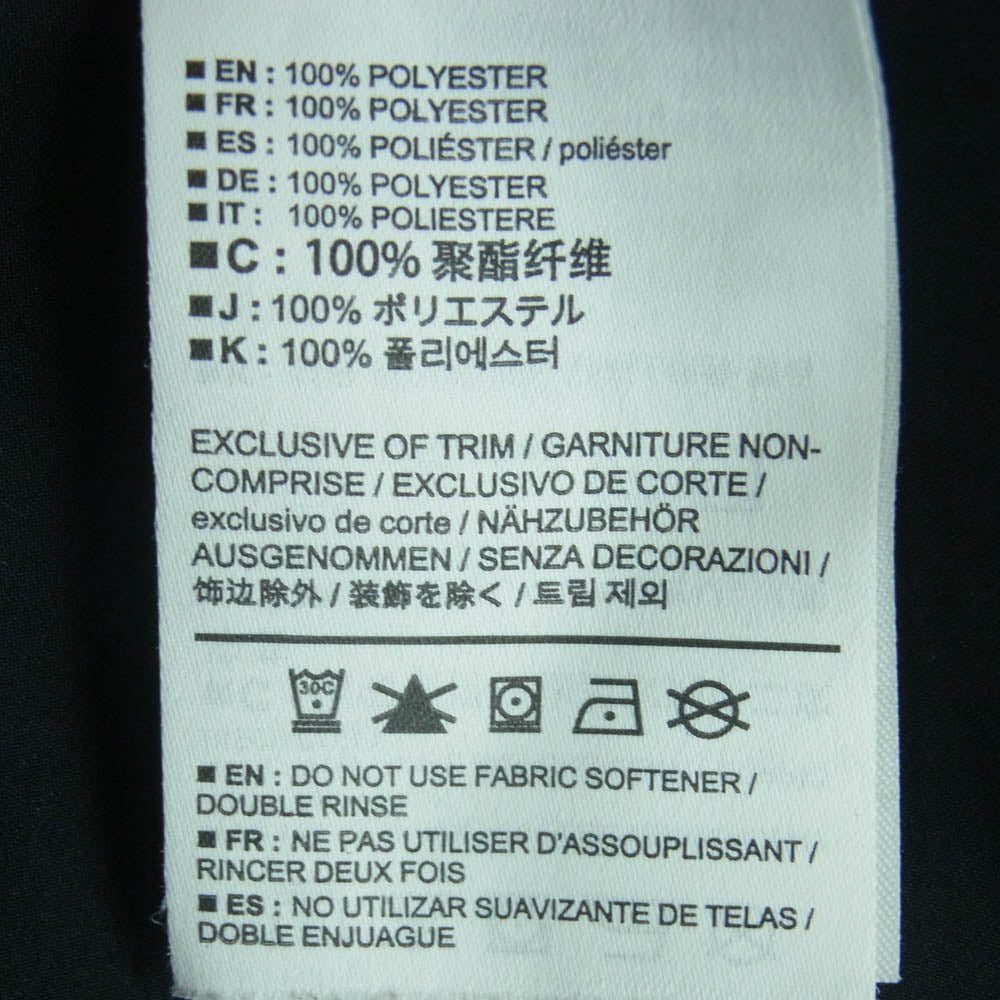 ■ EN : 100% POLYESTER
■ FR : 100% POLYESTER
■ ES : 100% POLIÉSTER / poliéster
■ DE : 100% POLYESTER
■ IT : 100% POLIESTERE
■ C : 100% 聚酯纤维
■ J : 100% ポリエステル
■ K : 100% 폴리에스터
EXCLUSIVE OF TRIM / GARNITURE NON-
COMPRISE / EXCLUSIVO DE CORTE /
exclusivo de corte / NÄHZUBEHÖR
AUSGENOMMEN / SENZA DECORAZIONI /
饰边除外 / 装飾を除く / 트림 제외
30C
■ EN : DO NOT USE FABRIC SOFTENER /
DOUBLE RINSE
■ FR : NE PAS UTILISER D'ASSOUPLISSANT /
RINCER DEUX FOIS
■ ES : NO UTILIZAR SUAVIZANTE DE TELAS /
DOBLE ENJUAGUE